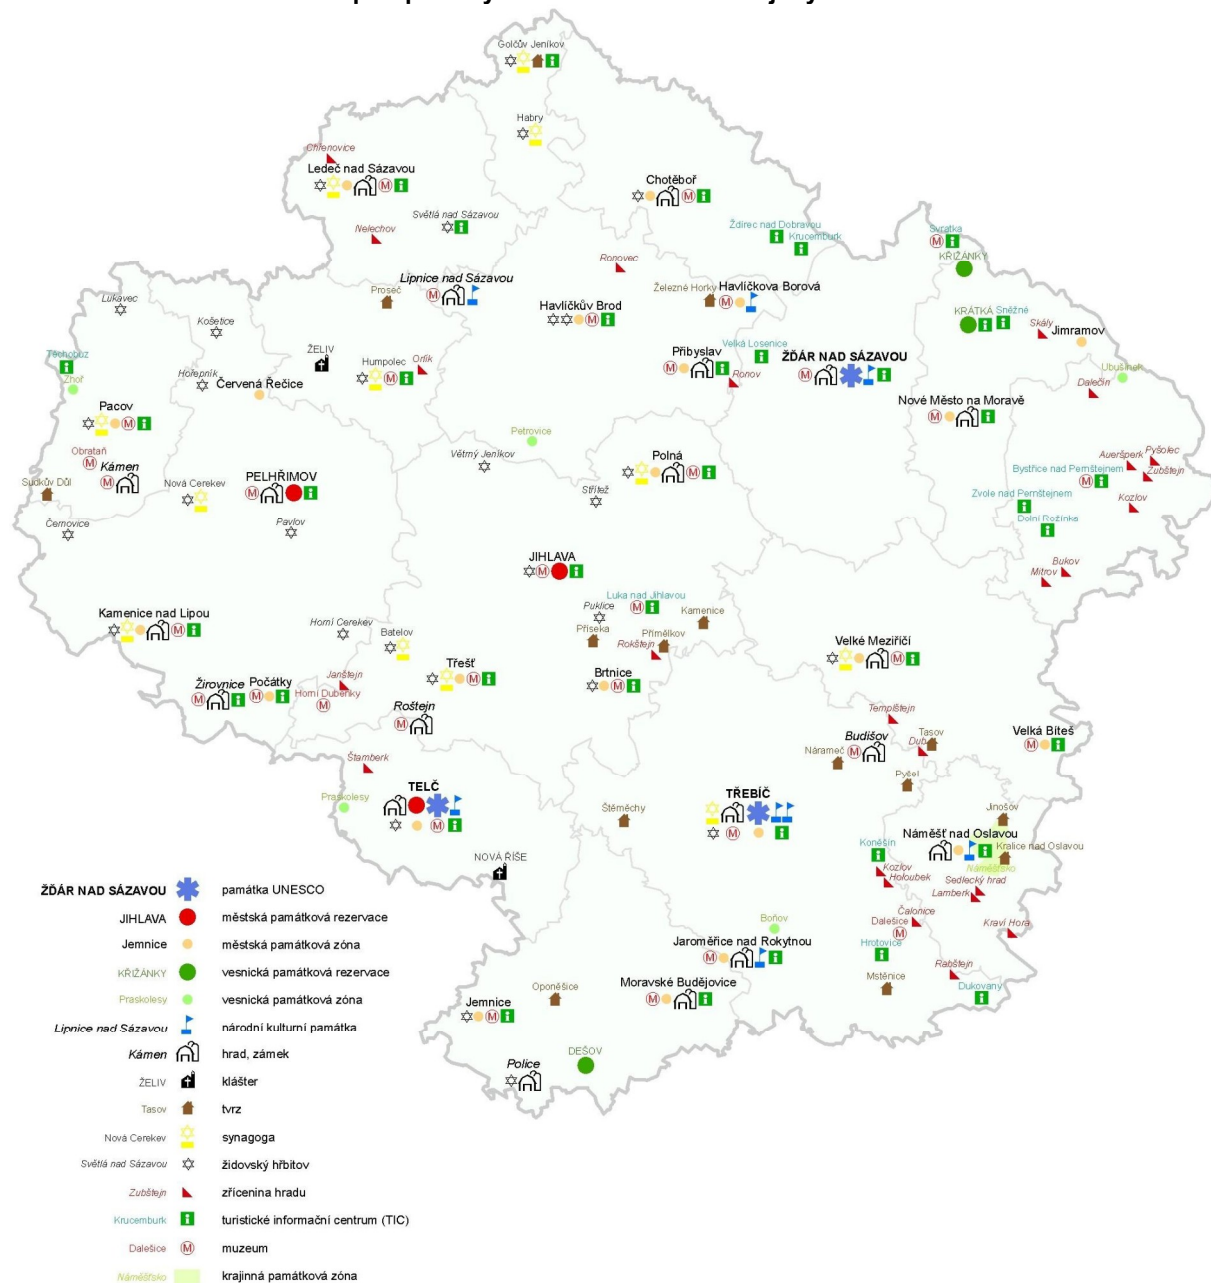 Golčův Jeníkov
Habry
Chřenovice
Ledeč nad Sázavou
Chotěboř
Světlá nad Sázavou
Nelechov
Ždírec nad Dobravou
Krucemburk
Svratka
KŘIŽÁNKY
Ronovec
Lipnice nad Sázavou
Proseč
Železné Horky
Havlíčkova Borová
Lukavec
Košetice
Havlíčkův Brod
KRÁTKÁ
Sněžné
Skály
Jimramov
ŽELIV
Humpolec
Orlík
Přibyslav
Velká Losenice
Ronov
ŽĎÁR NAD SÁZAVOU
Těchobuz
Zhoř
Hořepník
Červená Řečice
Ubušínek
Dalečín
Pacov
Nové Město na Moravě
Petrovice
Obrataň
Kámen
Větrný Jeníkov
Polná
Aueršperk
Pyšolec
Sudkův Důl
Nová Cerekev
PELHŘIMOV
Bystřice nad Pernštejnem
Zubštejn
Střítež
Zvole nad Pernštejnem
Kozlov
Černovice
Pavlov
Dolní Rožínka
JIHLAVA
Bukov
Mitrov
Kamenice nad Lipou
Horní Cerekev
Puklice
Luka nad Jihlavou
Kamenice
Batelov
Příseka
Přímělkov
Rokštejn
Velké Meziříčí
Třešť
Brtnice
Žirovnice
Počátky
Janštejn
Horní Dubenky
Roštejn
Templštejn
Budišov
Dub
Tasov
Velká Bíteš
Nárameč
Štamberk
Pyšel
Praskolesy
TELČ
TŘEBÍČ
Štěměchy
Jinošov
Náměšť nad Oslavou
Kralice nad Oslavou
Koněšín
NOVÁ ŘÍŠE
Kozlov
Holoubek
Náměšťsko
Sedlecký hrad
Lamberk
Čalonice
Dalešice
Kraví Hora
Boňov
Jaroměřice nad Rokytnou
Hrotovice
Rabštejn
Moravské Budějovice
Mstěnice
Dukovany
Oponěšice
Jemnice
DEŠOV
Police
ŽĎÁR NAD SÁZAVOU památka UNESCO
JIHLAVA městská památková rezervace
Jemnice městská památková zóna
KŘIŽÁNKY vesnická památková rezervace
Praskolesy vesnická památková zóna
Lipnice nad Sázavou národní kulturní památka
Kámen hrad, zámek
ŽELIV klášter
Tasov tvrz
Nová Cerekev synagoga
Světlá nad Sázavou židovský hřbitov
Zubštejn zřícenina hradu
Krucemburk turistické informační centrum (TIC)
Dalešice M muzeum
Náměšťsko krajinná památková zóna